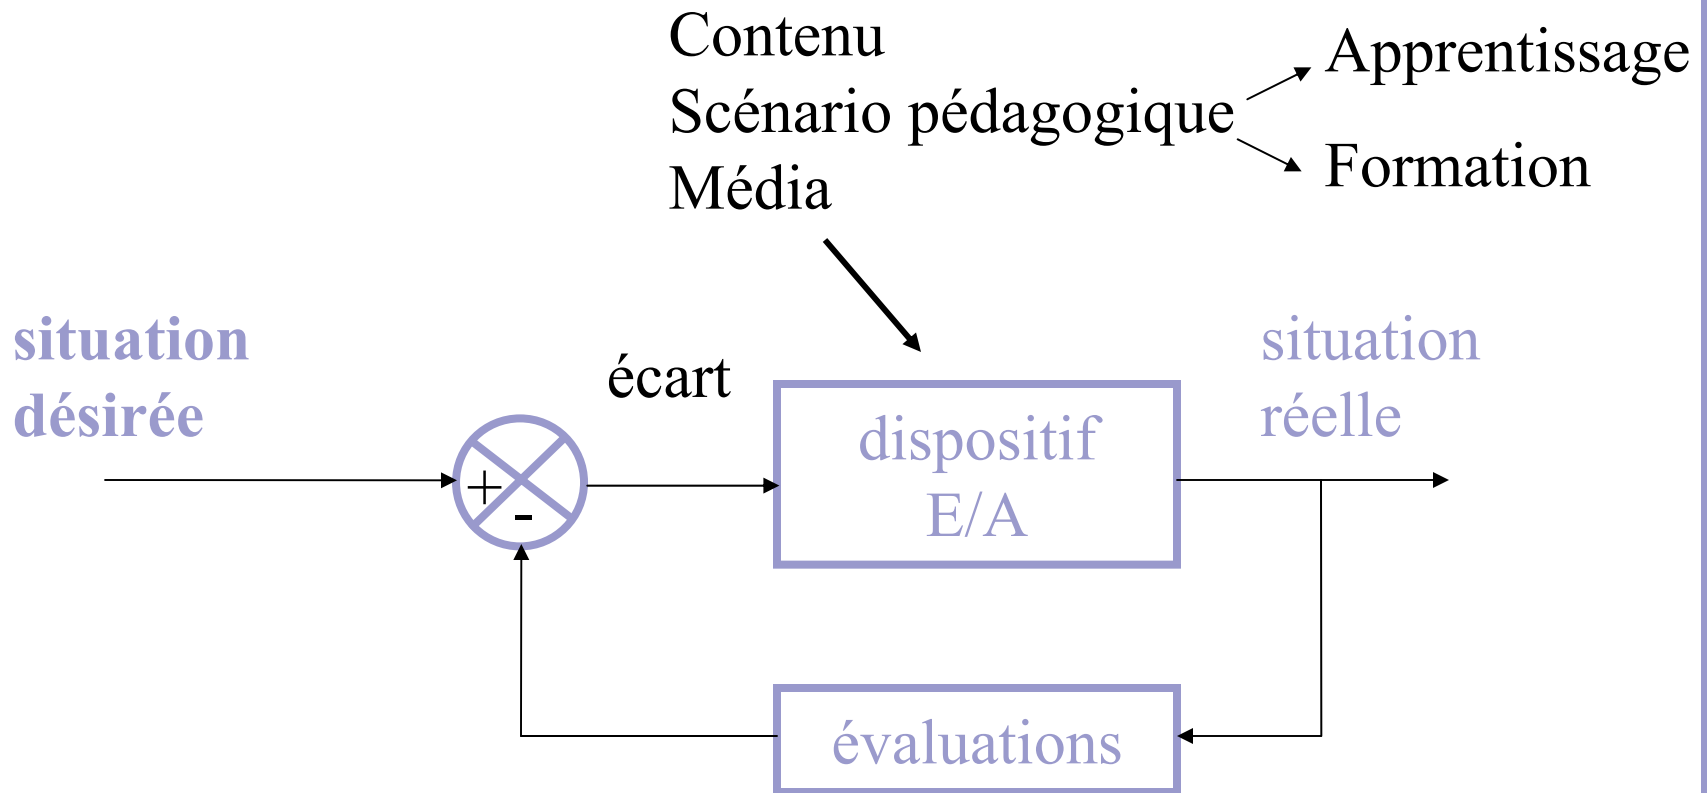 Contenu
Scénario pédagogique
Média
Apprentissage
Formation
situation
désirée
écart
+
-
dispositif
E/A
situation
réelle
évaluations